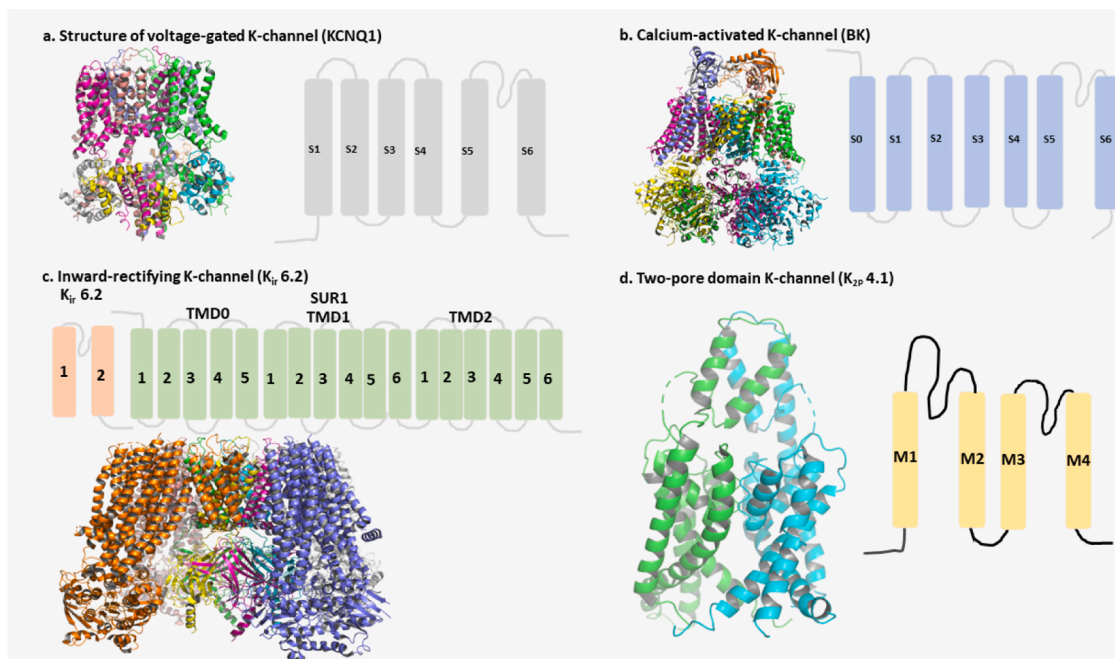 a. Structure of voltage-gated K-channel (KCNQ1)
S1 S2 S3 S4 S5 S6
b. Calcium-activated K-channel (BK)
S0 S1 S2 S3 S4 S5 S6
c. Inward-rectifying K-channel (Kir 6.2)
Kir 6.2
SUR1
TMD0 TMD1 TMD2
1 2 1 2 3 4 5 1 2 3 4 5 6 1 2 3 4 5 6
d. Two-pore domain K-channel (K2P 4.1)
M1 M2 M3 M4